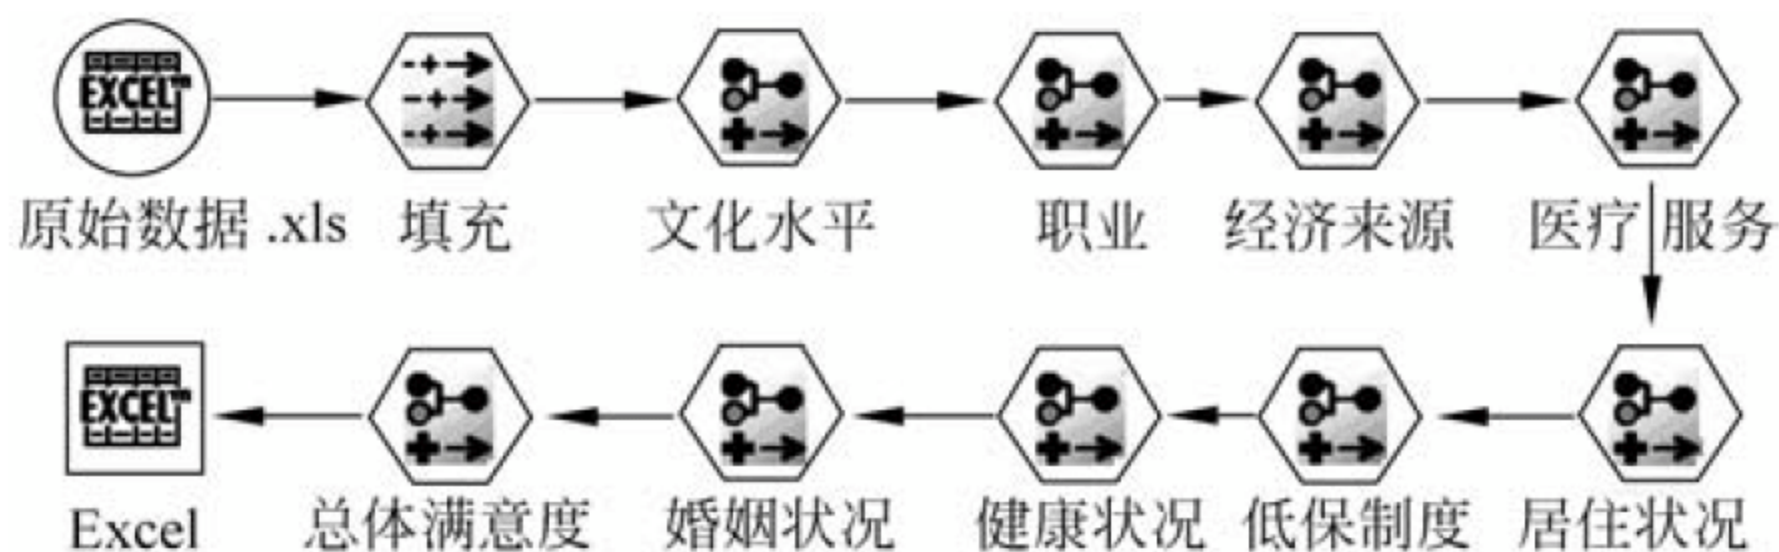 EXCEL
原始数据 .xls 填充 文化水平 职业 经济来源 医疗 服务
EXCEL
Excel 总体满意度 婚姻状况 健康状况 低保制度 居住状况